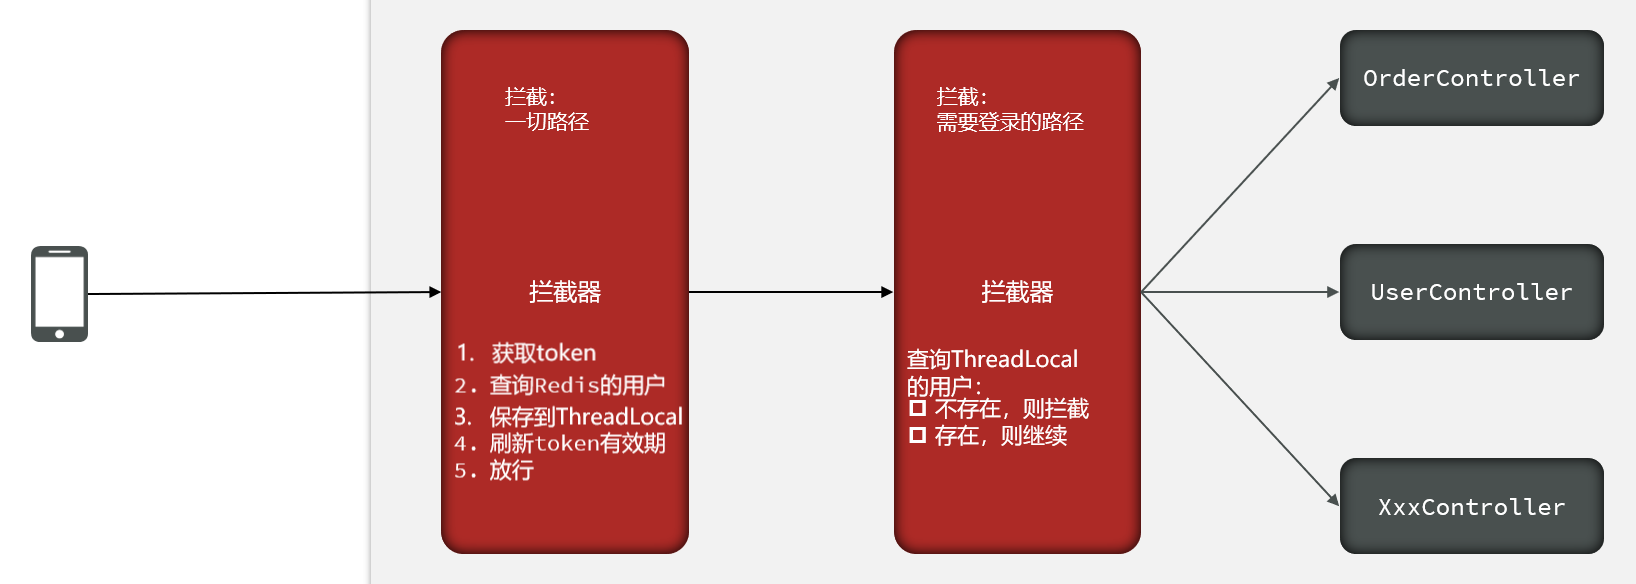 拦截：
一切路径
拦截器
1. 获取token
2. 查询Redis的用户
3. 保存到ThreadLocal
4. 刷新token有效期
5. 放行
拦截：
需要登录的路径
拦截器
查询ThreadLocal
的用户：
不存在，则拦截
存在，则继续
OrderController
UserController
XxxController